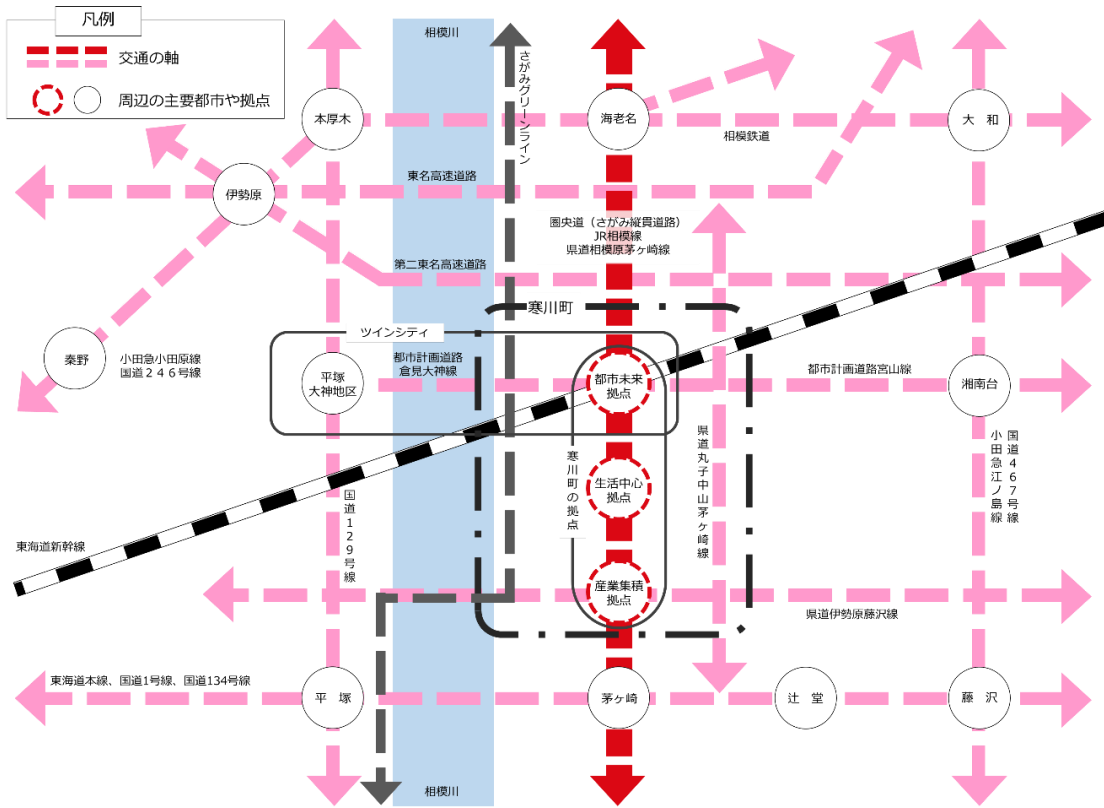 凡例
交通の軸
周辺の主要都市や拠点
相模川
さがみグリーンライン
本厚木
海老名
大　和
相模鉄道
伊勢原
東名高速道路
圏央道（さがみ縦貫道路）
JR相模線
県道相模原茅ヶ崎線
第二東名高速道路
寒川町
ツインシティ
秦野
小田急小田原線
国道２４６号線
平塚
大神地区
都市計画道路
倉見大神線
都市未来
拠点
都市計画道路宮山線
湘南台
生活中心
拠点
寒川町の拠点
県道丸子中山茅ヶ崎線
国道４６７号線
小田急江ノ島線
国道１２９号線
東海道新幹線
産業集積
拠点
県道伊勢原藤沢線
東海道本線、国道1号線、国道134号線
平　塚
茅ヶ崎
辻　堂
藤　沢
相模川